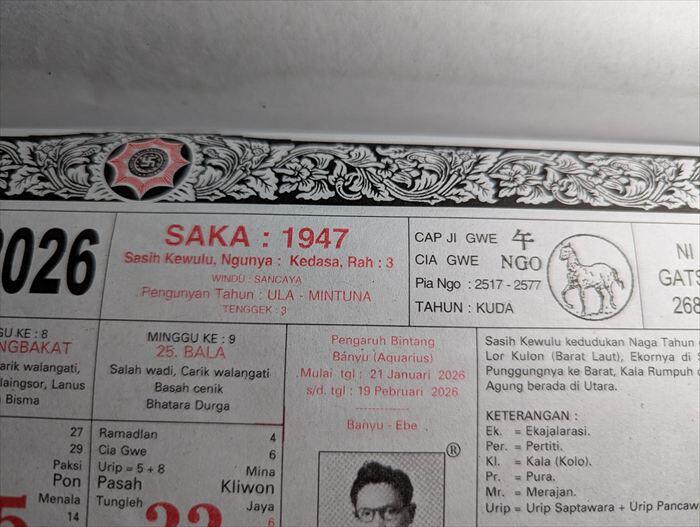 2026
SAKA : 1947
Sasih Kewulu, Ngunya : Kedasa, Rah : 3
WINDU : SANCAYA
Pengunyan Tahun : ULA - MINTUNA
TENGGEK : 3
CAP JI GWE 午
CIA GWE NGO
Pia Ngo : 2517 - 2577
TAHUN : KUDA
NI
GATS
268
GU KE : 8
NGBAKAT
Carik walangati,
laingsor, Lanus
Bisma
27
29
Paksi
Pon
Menala
14
MINGGU KE : 9
25. BALA
Salah wadi, Carik walangati
Basah cenik
Bhatara Durga
Ramadlan 4
Cia Gwe 6
Urip = 5 + 8 Mina
Pasah Kliwon
Tungleh Jaya
6
Pengaruh Bintang
Banyu (Aquarius)
Mulai tgl : 21 Januari 2026
s/d. tgl : 19 Pebruari 2026
Banyu - Ebe
®
Sasih Kewulu kedudukan Naga Tahun
Lor Kulon (Barat Laut), Ekornya di S
Punggungnya ke Barat, Kala Rumpuh
Agung berada di Utara.
KETERANGAN :
Ek. = Ekajalarasi.
Per. = Pertiti.
Kl. = Kala (Kolo).
Pr. = Pura.
Mr. = Merajan.
Urip = Urip Saptawara + Urip Pancaw